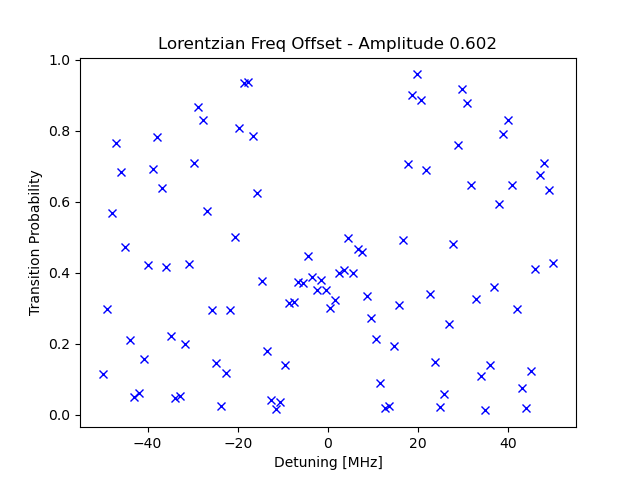 Lorentzian Freq Offset - Amplitude 0.602
1.0
0.8
0.6
0.4
0.2
0.0
Transition Probability
−40 −20 0 20 40
Detuning [MHz]